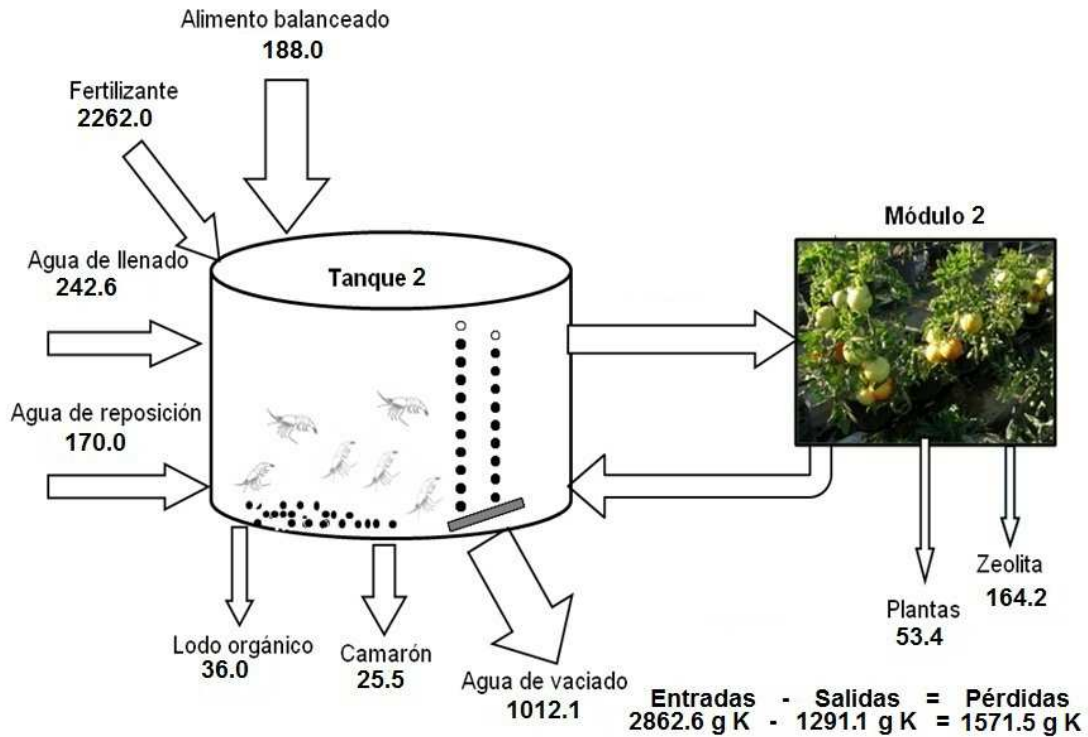 Alimento balanceado
188.0
Fertilizante
2262.0
Agua de llenado
242.6
Tanque 2
Módulo 2
Agua de reposición
170.0
Zeolita
164.2
Plantas
53.4
Lodo orgánico
36.0
Camarón
25.5
Agua de vaciado
1012.1
Entradas - Salidas = Pérdidas
2862.6 g K - 1291.1 g K = 1571.5 g K